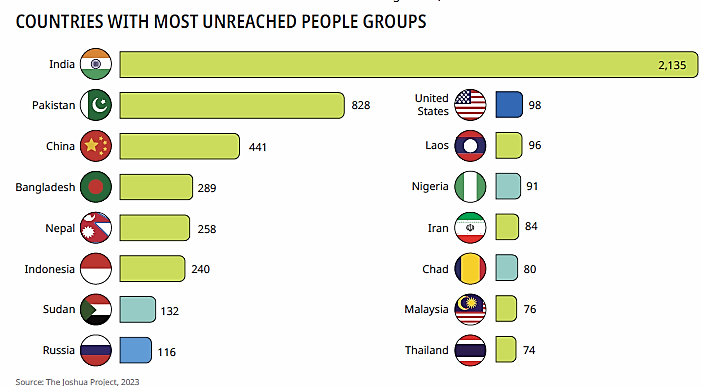 COUNTRIES WITH MOST UNREACHED PEOPLE GROUPS
India 2,135
Pakistan 828
China 441
Bangladesh 289
Nepal 258
Indonesia 240
Sudan 132
Russia 116
United
States 98
Laos 96
Nigeria 91
Iran 84
Chad 80
Malaysia 76
Thailand 74
Source: The Joshua Project, 2023